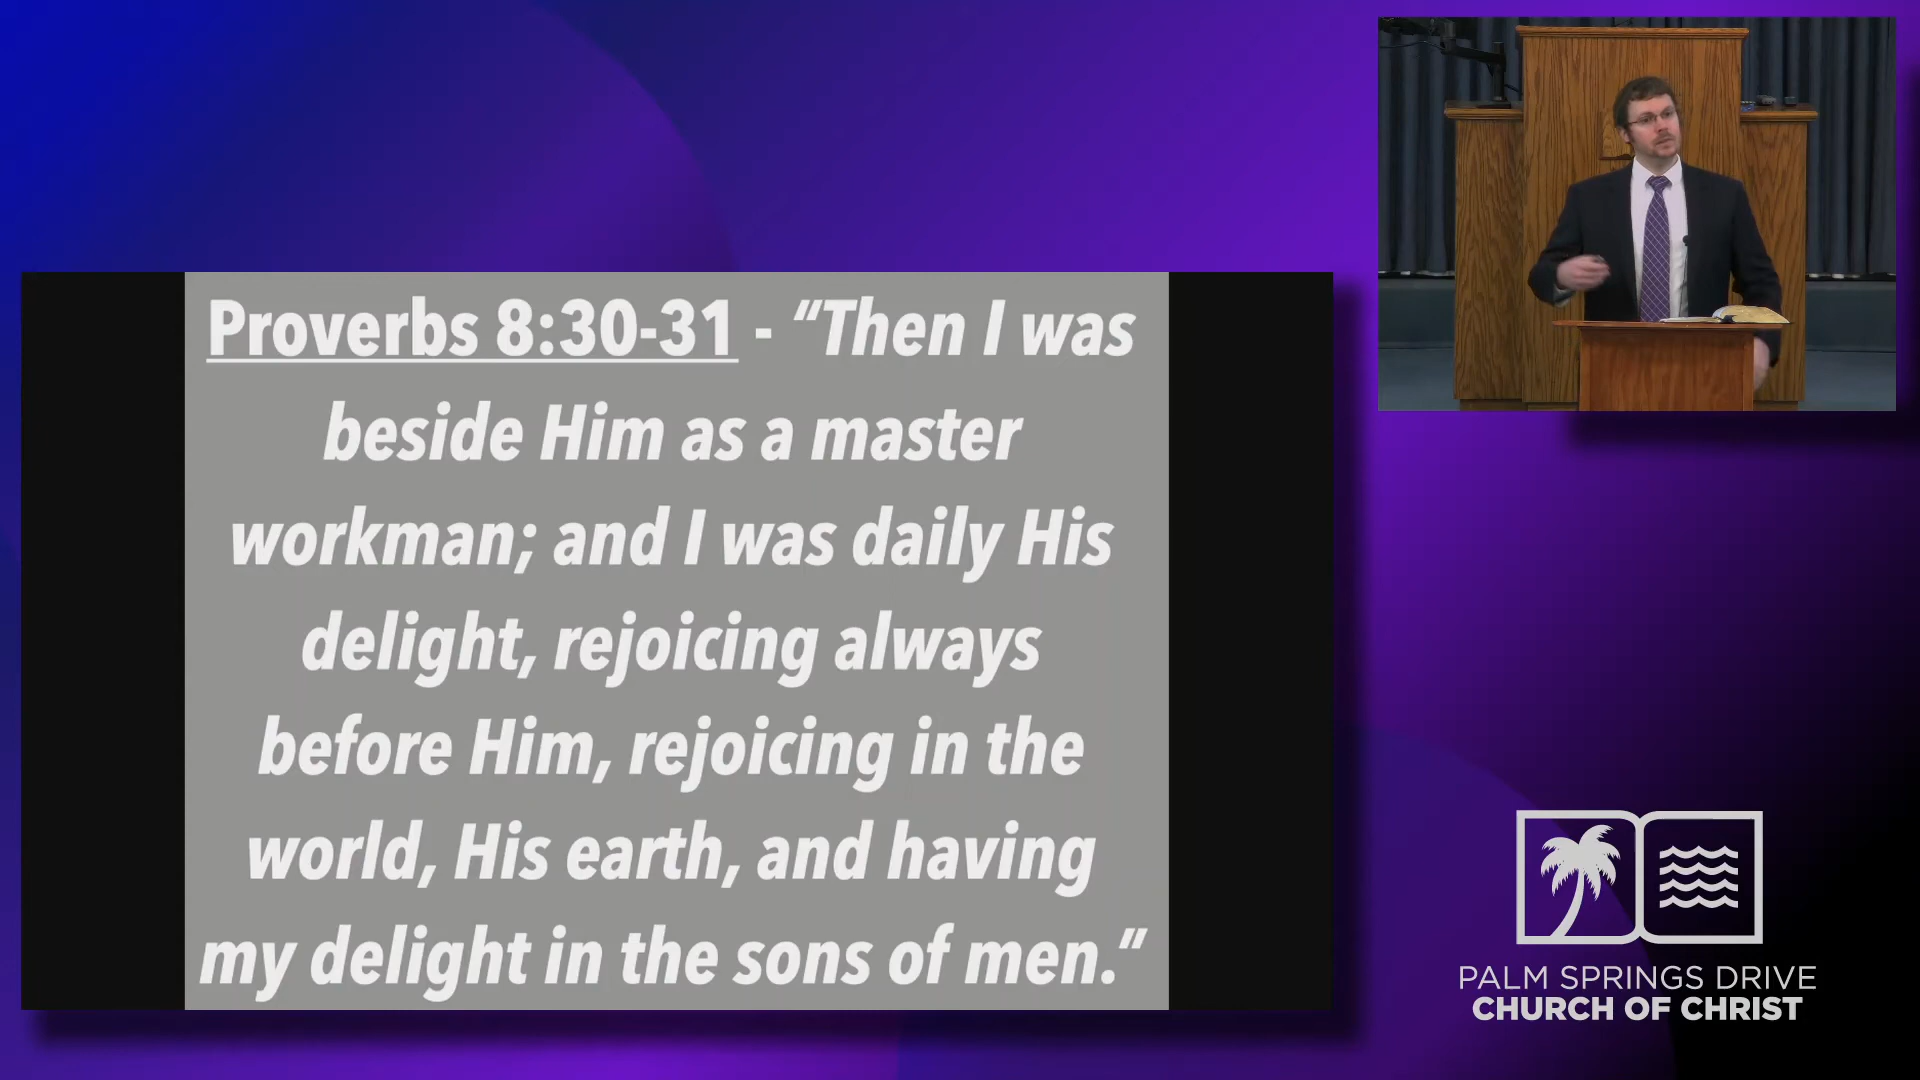 Proverbs 8:30-31 - “Then I was
beside Him as a master
workman; and I was daily His
delight, rejoicing always
before Him, rejoicing in the
world, His earth, and having
my delight in the sons of men.”
PALM SPRINGS DRIVE
CHURCH OF CHRIST